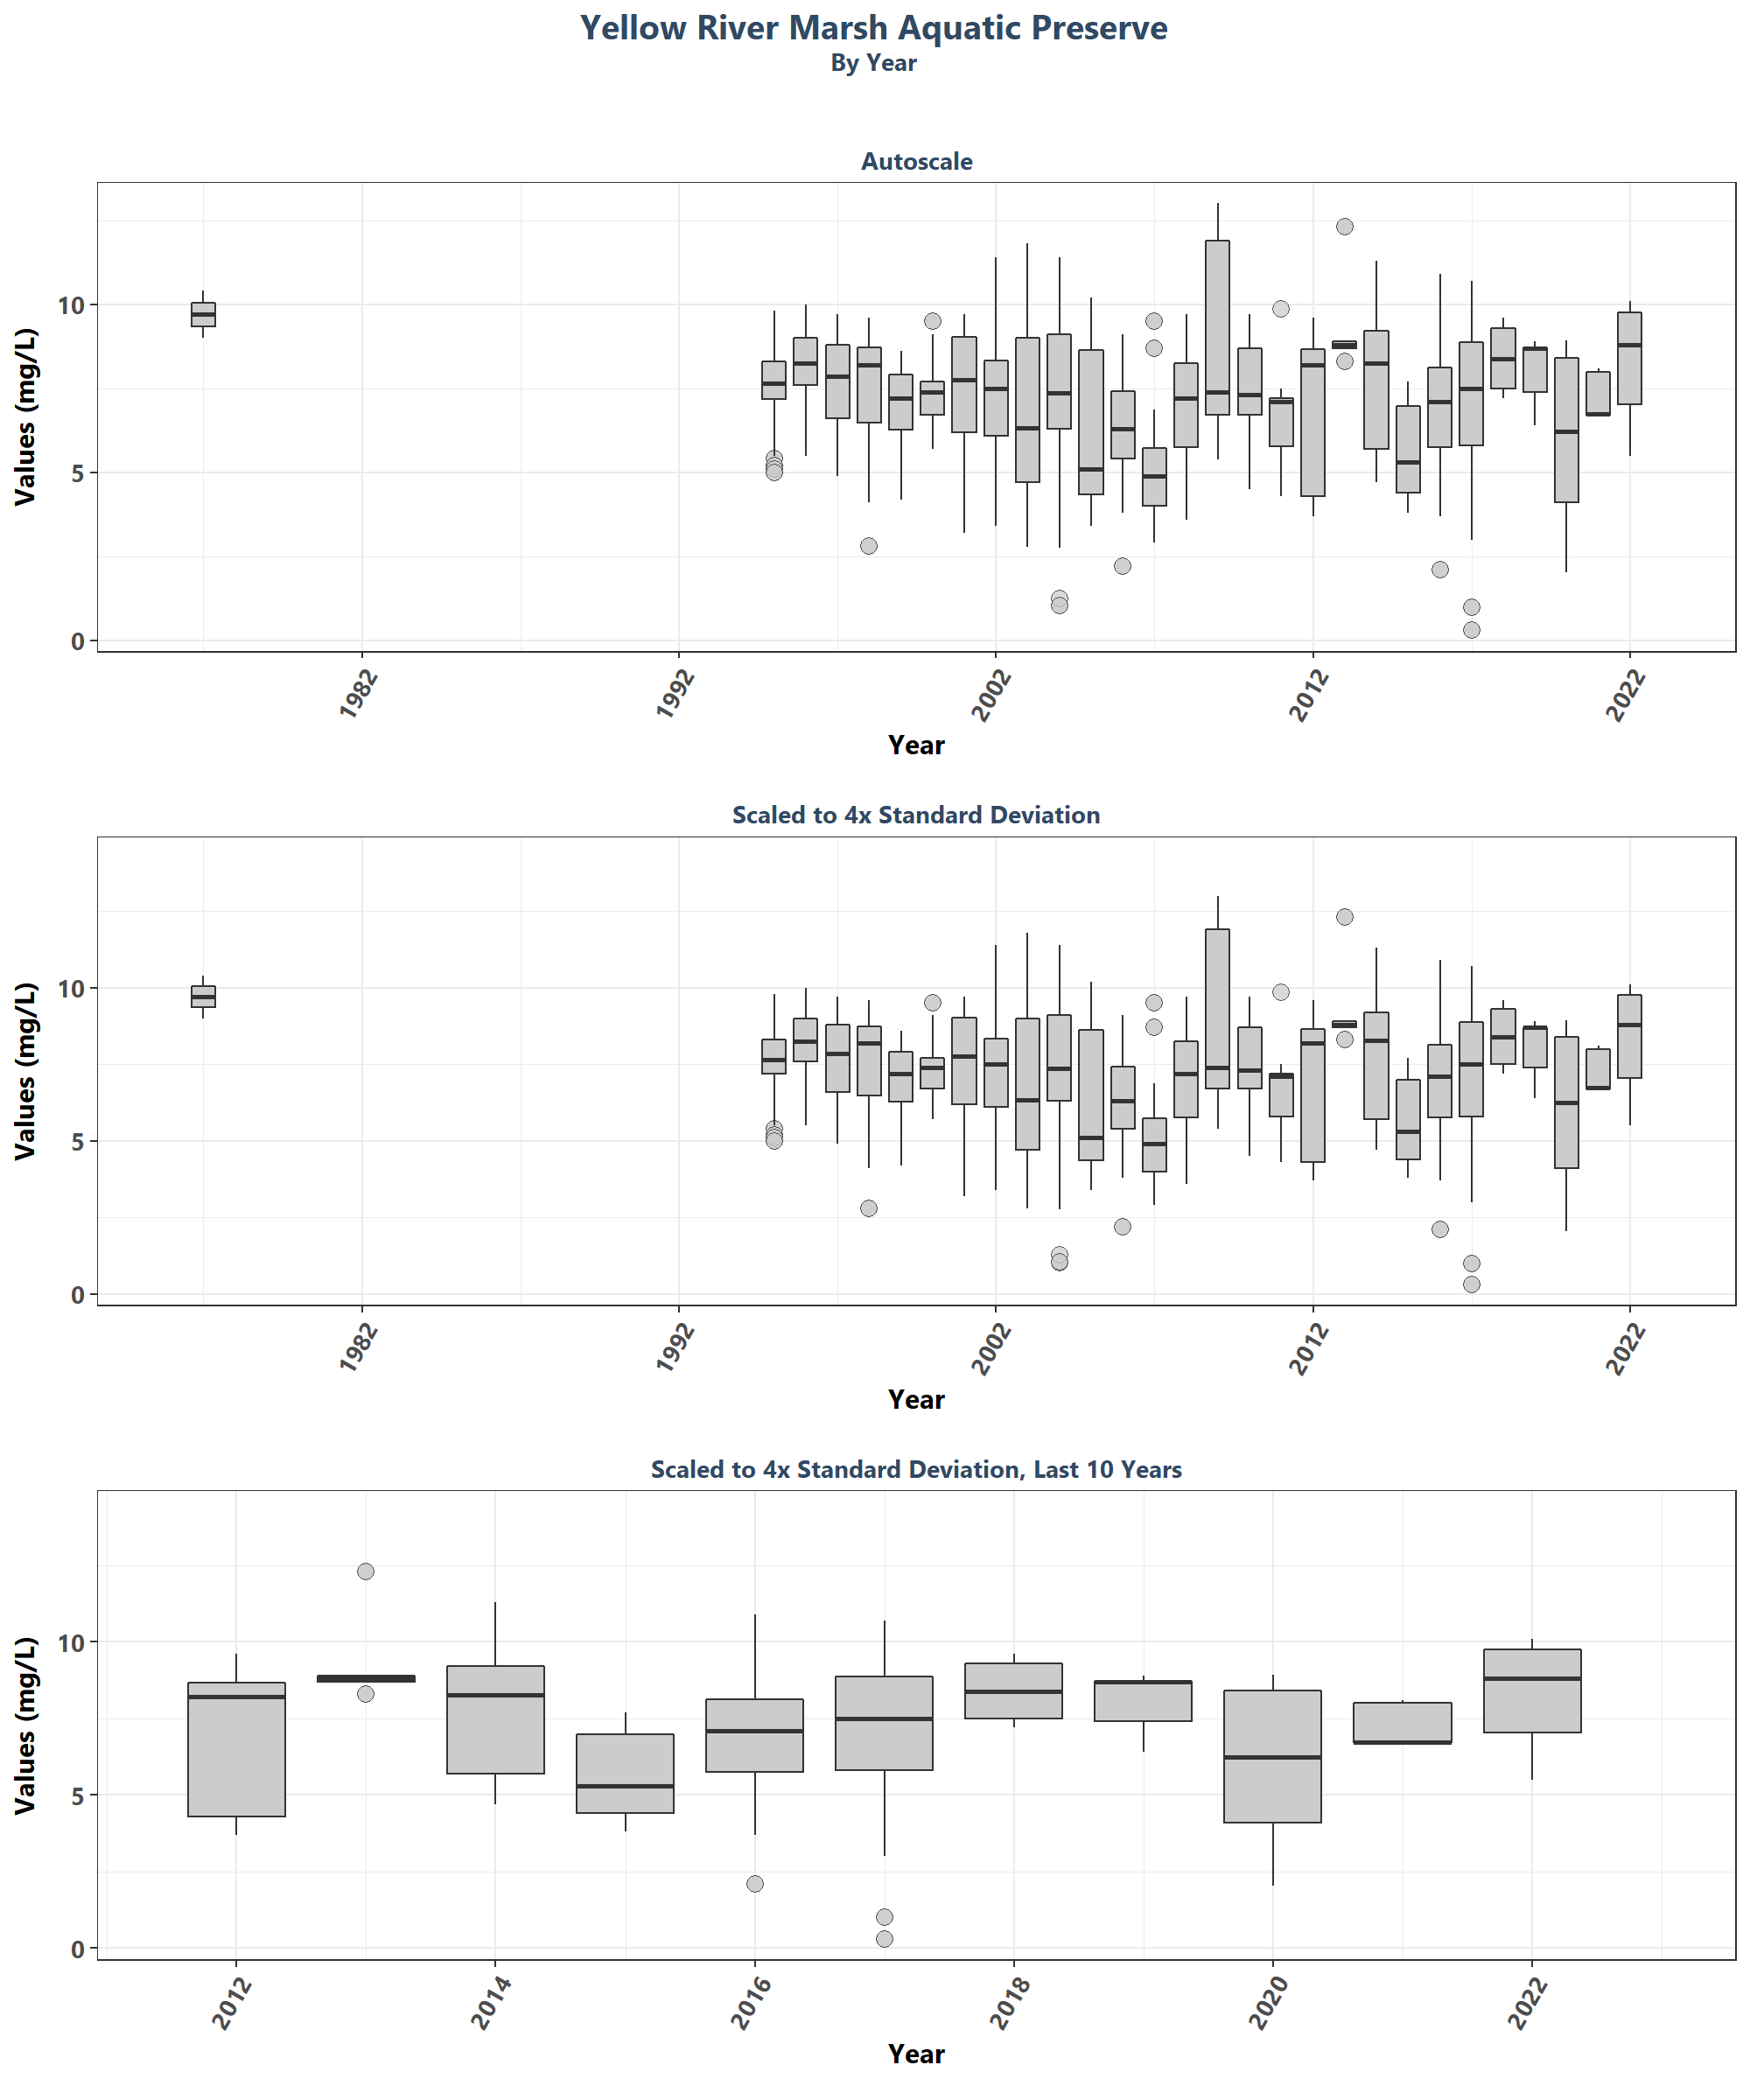 Yellow River Marsh Aquatic Preserve
By Year
Autoscale
Values (mg/L)
10
5
0
1982 1992 2002 2012 2022
Year
Scaled to 4x Standard Deviation
Values (mg/L)
10
5
0
1982 1992 2002 2012 2022
Year
Scaled to 4x Standard Deviation, Last 10 Years
Values (mg/L)
10
5
0
2012 2014 2016 2018 2020 2022
Year